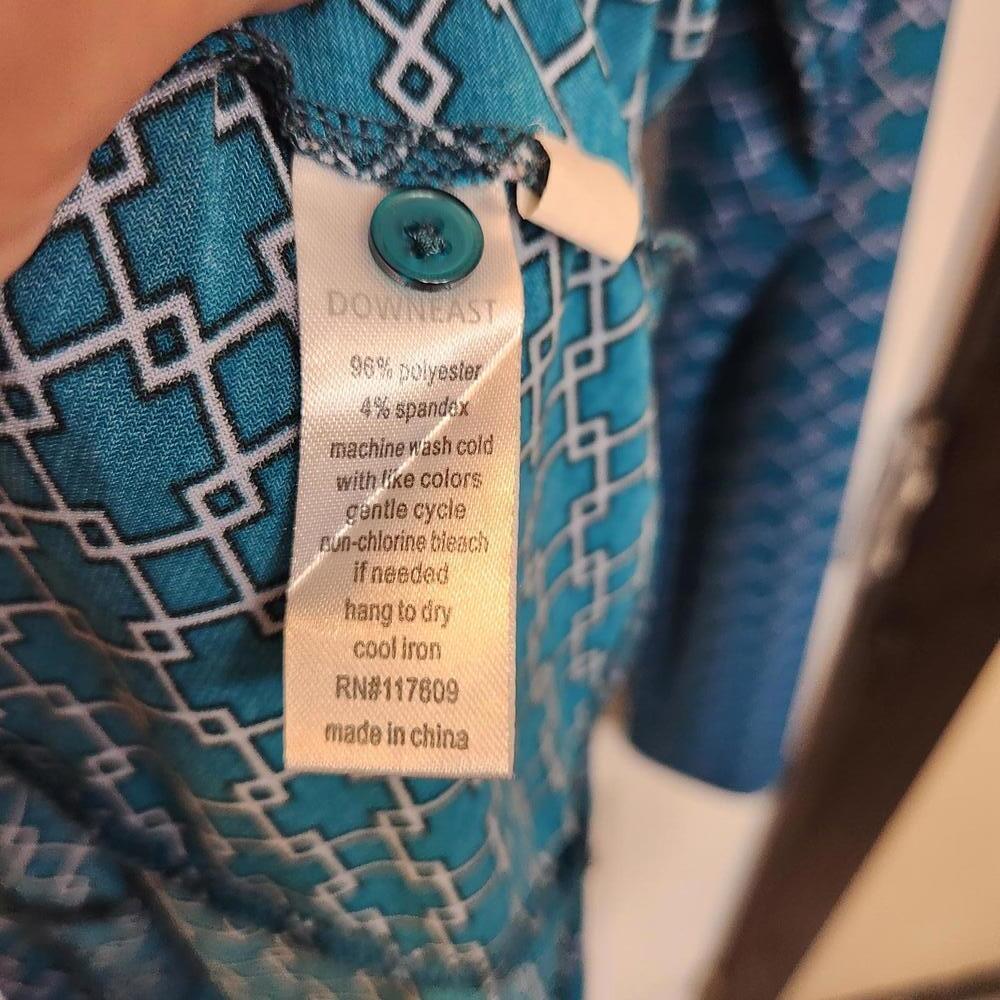 DOWNEAST
96% polyester
4% spandex
machine wash cold
with like colors
gentle cycle
non-chlorine bleach
if needed
hang to dry
cool iron
RN#117609
made in china